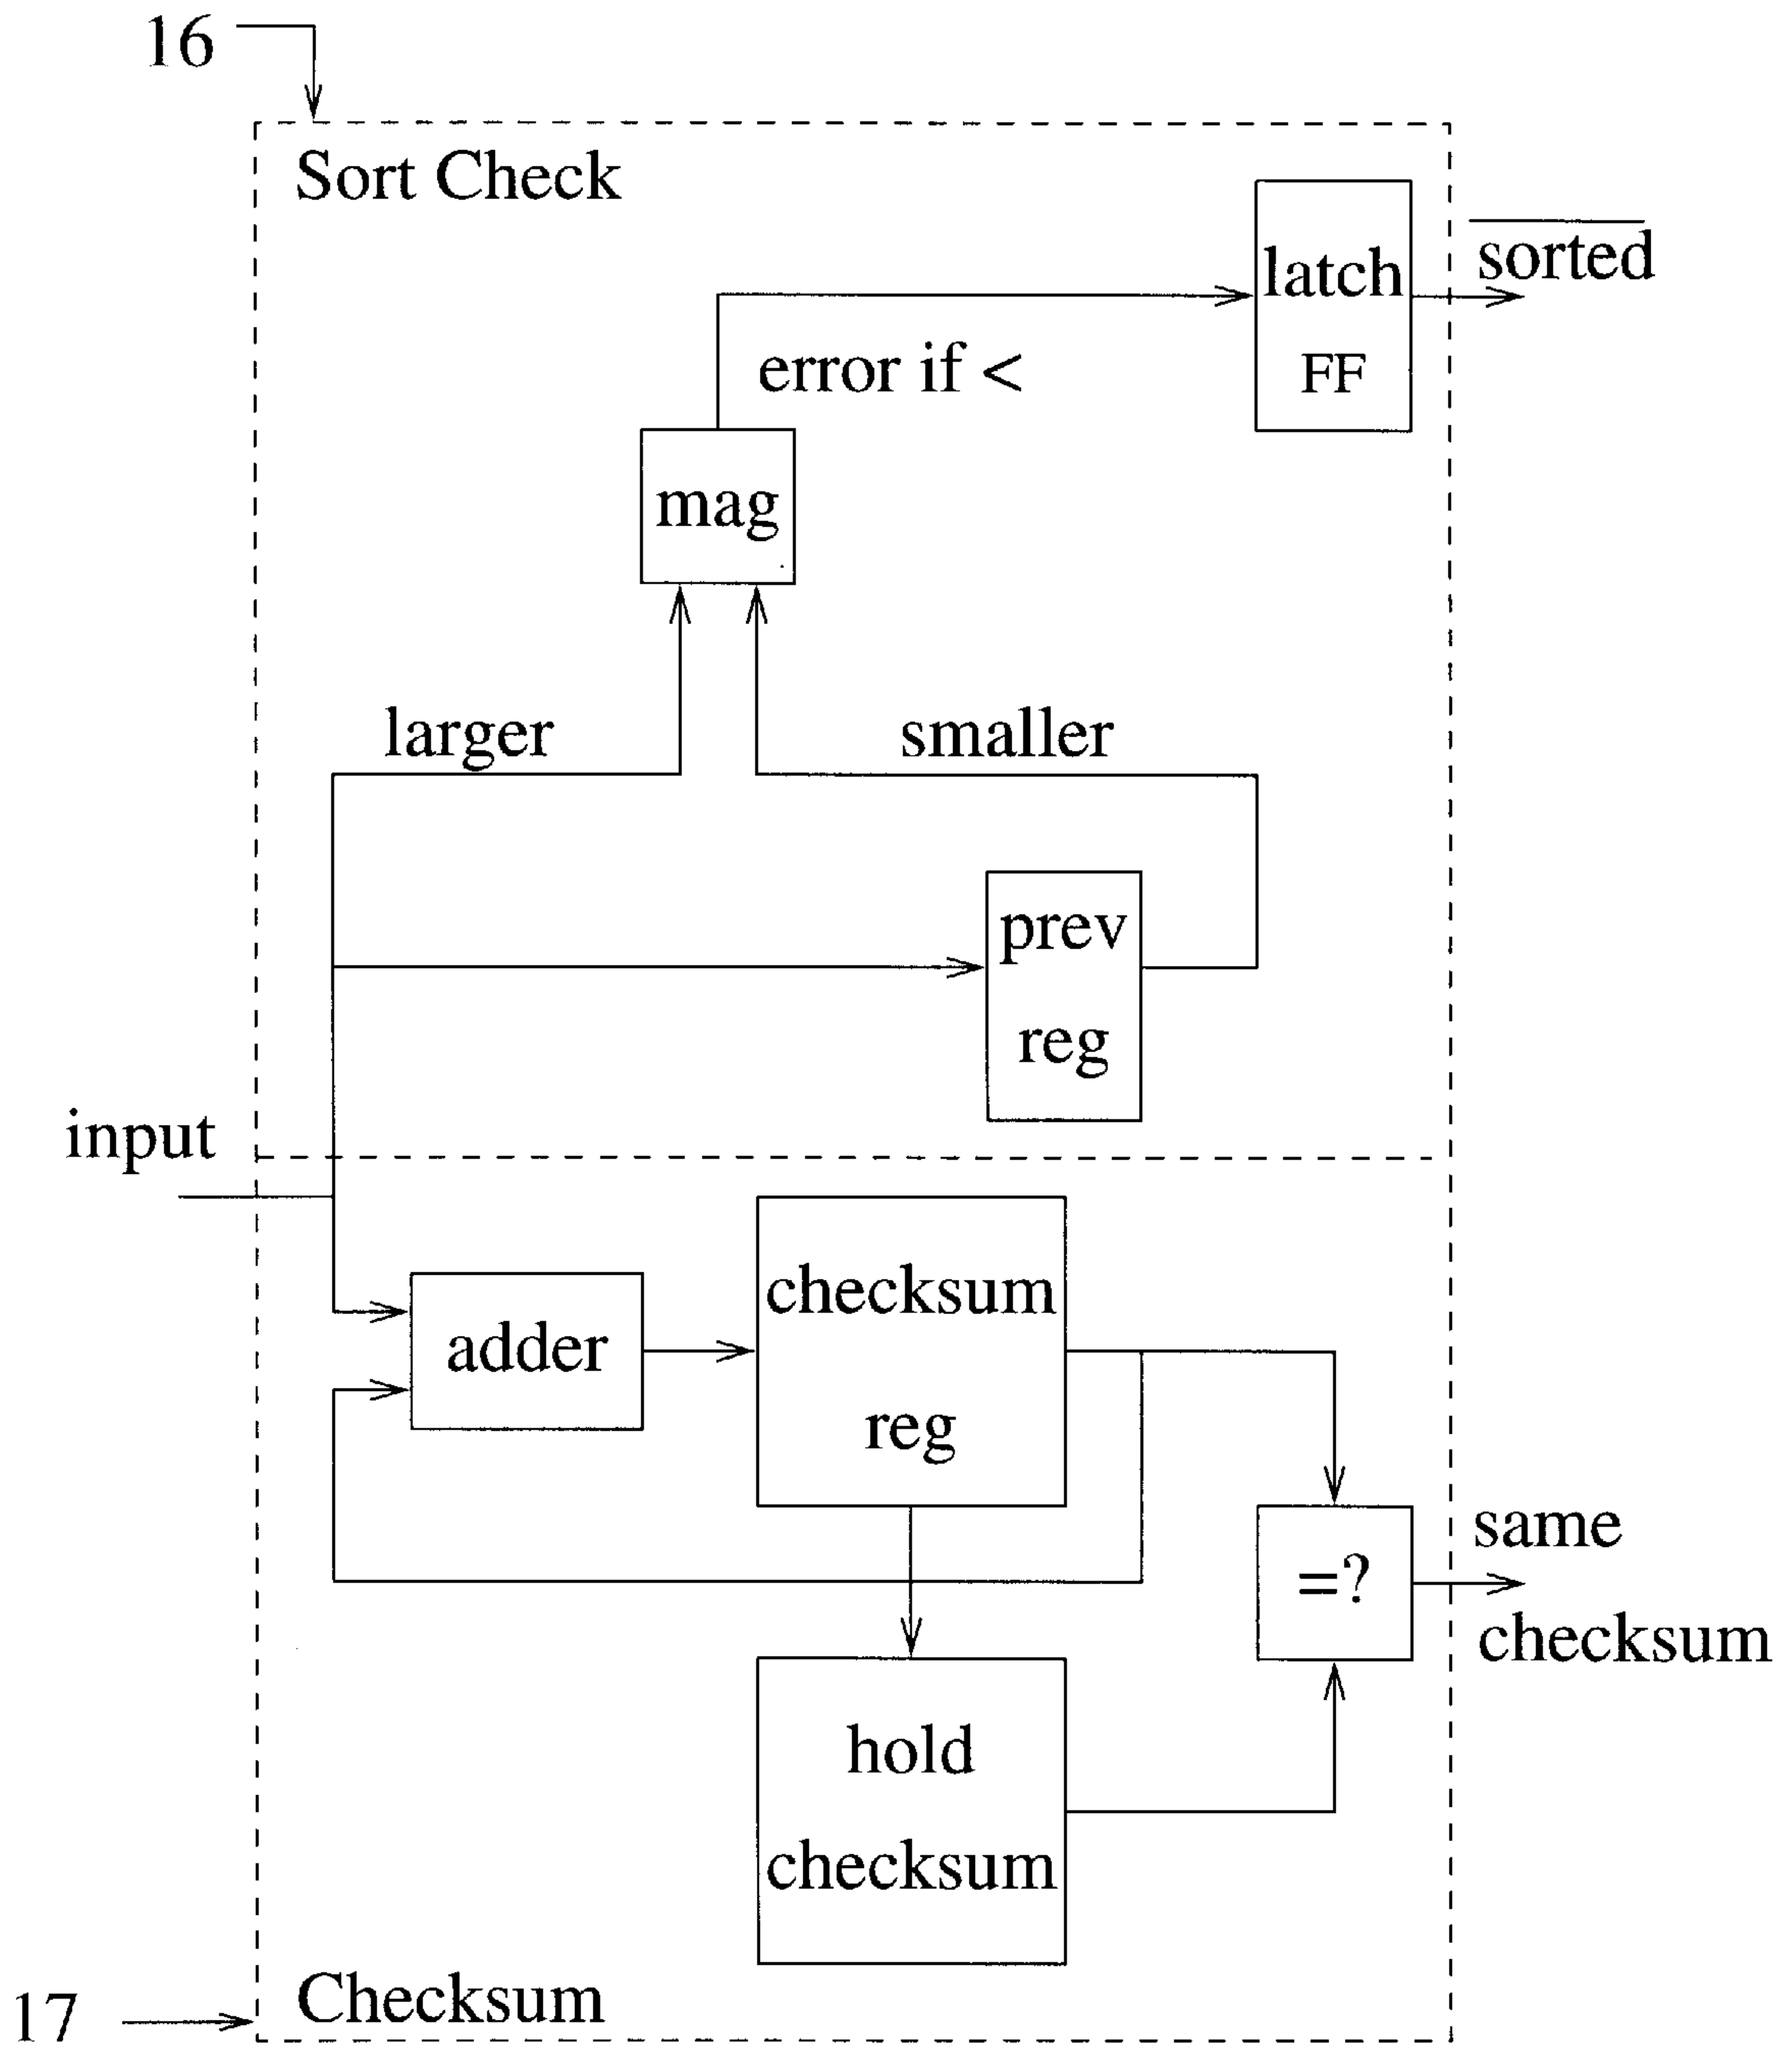 16
Sort Check
latch
FF
sorted
error if <
mag
larger
smaller
prev
reg
input
checksum
reg
adder
=?
same
checksum
hold
checksum
Checksum
17